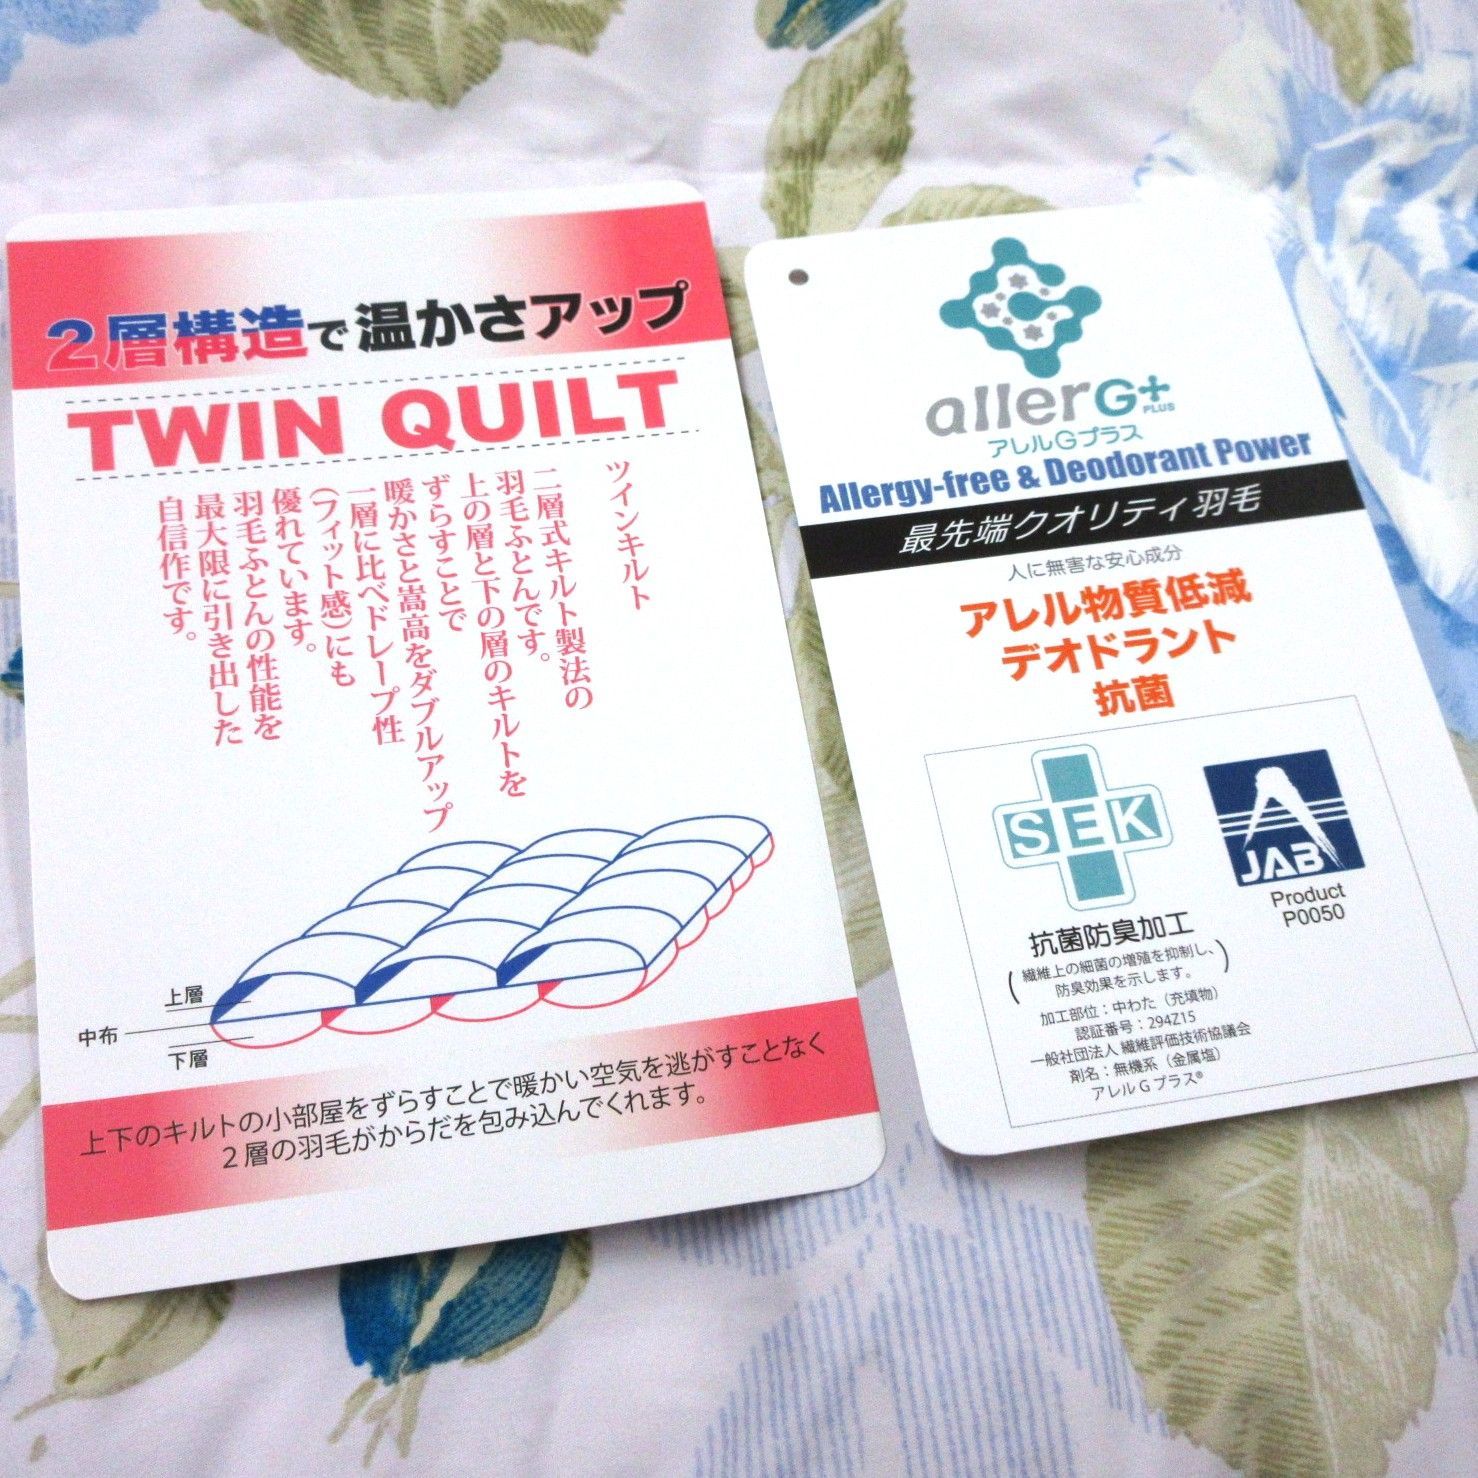 2層構造で温かさアップ
TWIN QUILT
ツインキルト
二層式キルト製法の
羽毛ふとんです。
上の層と下の層のキルトを
ずらすことで
暖かさと嵩高をダブルアップ
一層に比べドレープ性
(フィット感)にも
優れています。
羽毛ふとんの性能を
最大限に引き出した
自信作です。
上層
中布
下層
上下のキルトの小部屋をずらすことで暖かい空気を逃がすことなく
2層の羽毛がからだを包み込んでくれます。
allerG+
PLUS
アレルGプラス
Allergy-free & Deodorant Power
最先端クオリティ羽毛
人に無害な安心成分
アレル物質低減
デオドラント
抗菌
SEK
JAB
Product
P0050
抗菌防臭加工
(繊維上の細菌の増殖を抑制し、
防臭効果を示します。)
加工部位：中わた（充填物）
認証番号：294Z15
一般社団法人 繊維評価技術協議会
剤名：無機系（金属塩）
アレルGプラス®